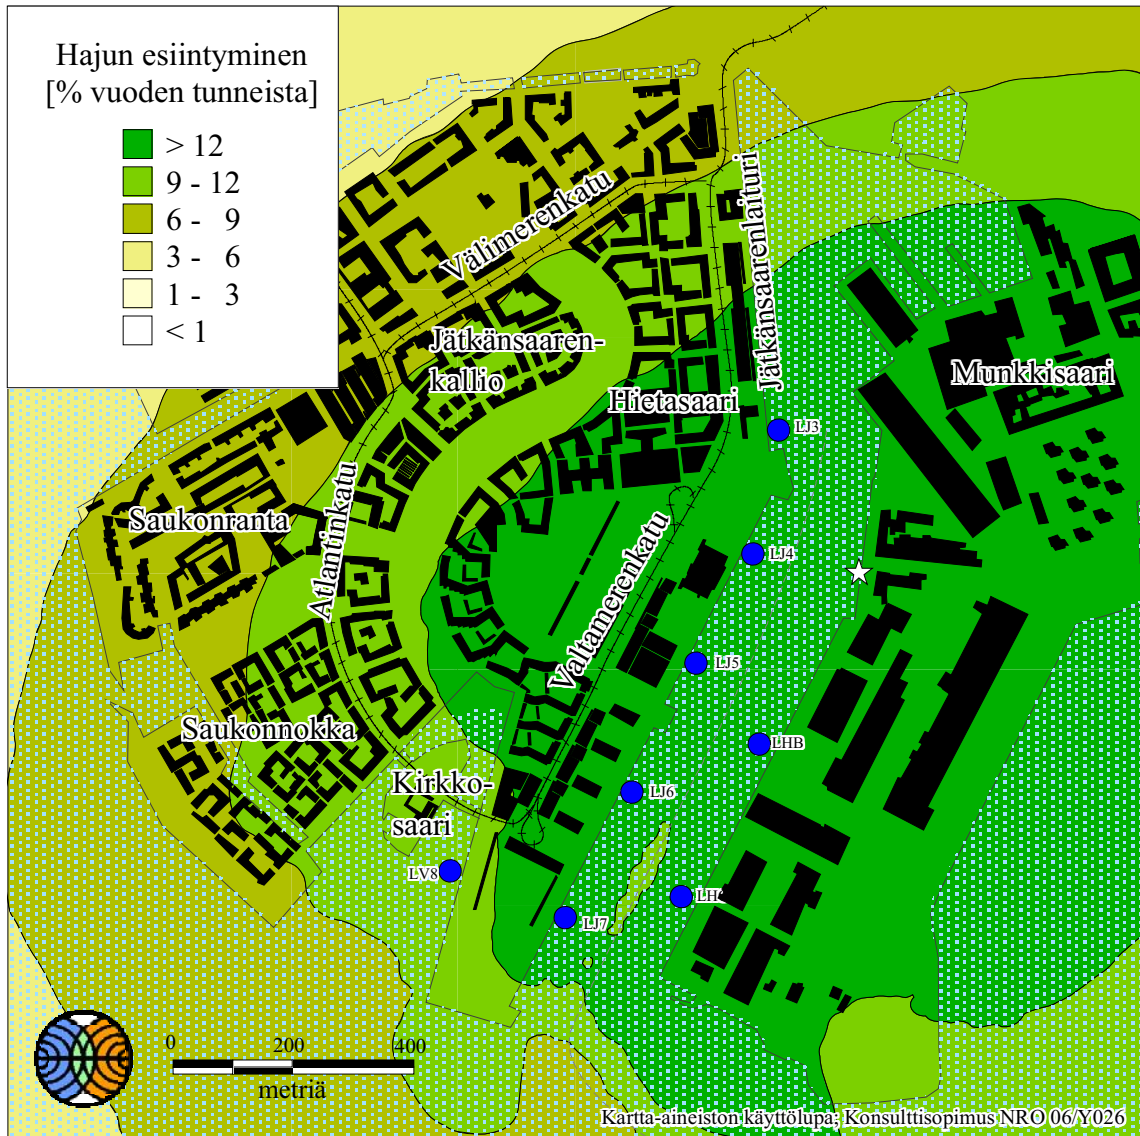 Hajun esiintyminen
[% vuoden tunneista]
> 12
9 - 12
6 - 9
3 - 6
1 - 3
< 1
Välimerenkatu
Jätkänsaarenlaituri
Jätkänsaaren-
kallio
Hietasaari
Munkkisaari
LJ3
Saukonranta
Atlantinkatu
Valtamerenkatu
LJ4
LJ5
Saukonnokka
LHB
Kirkko-
saari
LJ6
LV8
LH
LJ7
0 200 400
metriä
Kartta-aineiston käyttölupa; Konsulttisopimus NRO 06/Y026